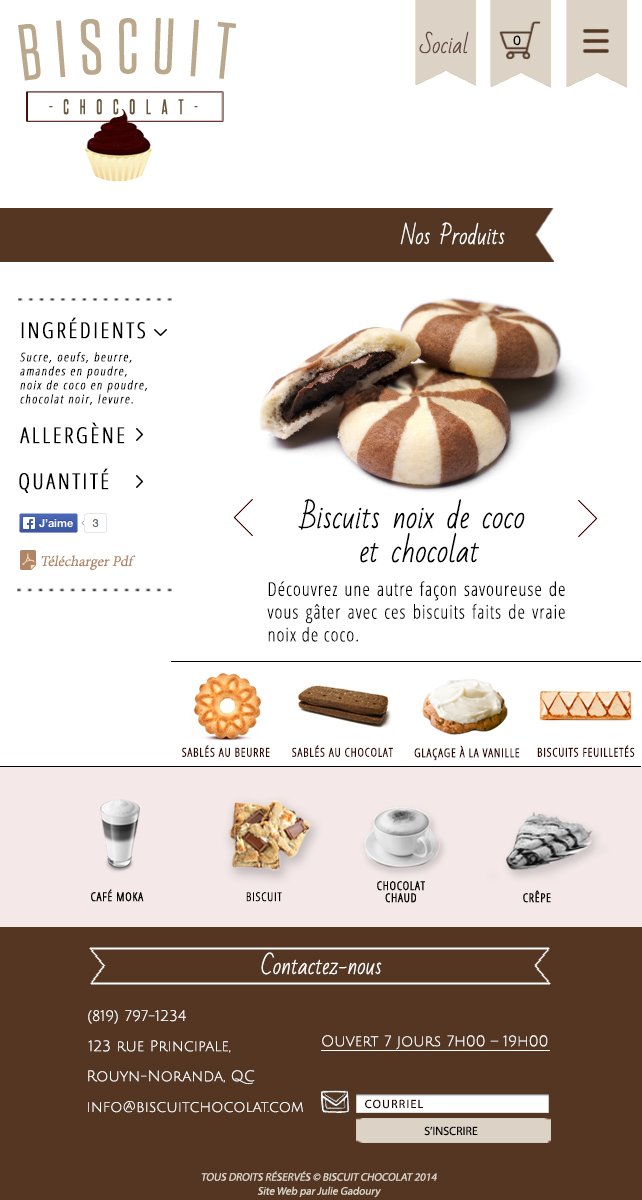 BISCUIT
- CHOCOLAT -
Social
0
Nos Produits
INGRÉDIENTS
Sucre, oeufs, beurre,
amandes en poudre,
noix de coco en poudre,
chocolat noir, levure.
ALLERGÈNE
QUANTITÉ
J'aime 3
Télécharger Pdf
Biscuits noix de coco
et chocolat
Découvrez une autre façon savoureuse de
vous gâter avec ces biscuits faits de vraie
noix de coco.
SABLÉS AU BEURRE
SABLÉS AU CHOCOLAT
GLAÇAGE À LA VANILLE
BISCUITS FEUILLETÉS
CAFÉ MOKA
BISCUIT
CHOCOLAT
CHAUD
CRÊPE
Contactez-nous
(819) 797-1234
123 rue Principale,
Rouyn-Noranda, QC
info@biscuitchocolat.com
Ouvert 7 jours 7h00 – 19h00
COURRIEL
S'INSCRIRE
TOUS DROITS RÉSERVÉS © BISCUIT CHOCOLAT 2014
Site Web par Julie Gadoury